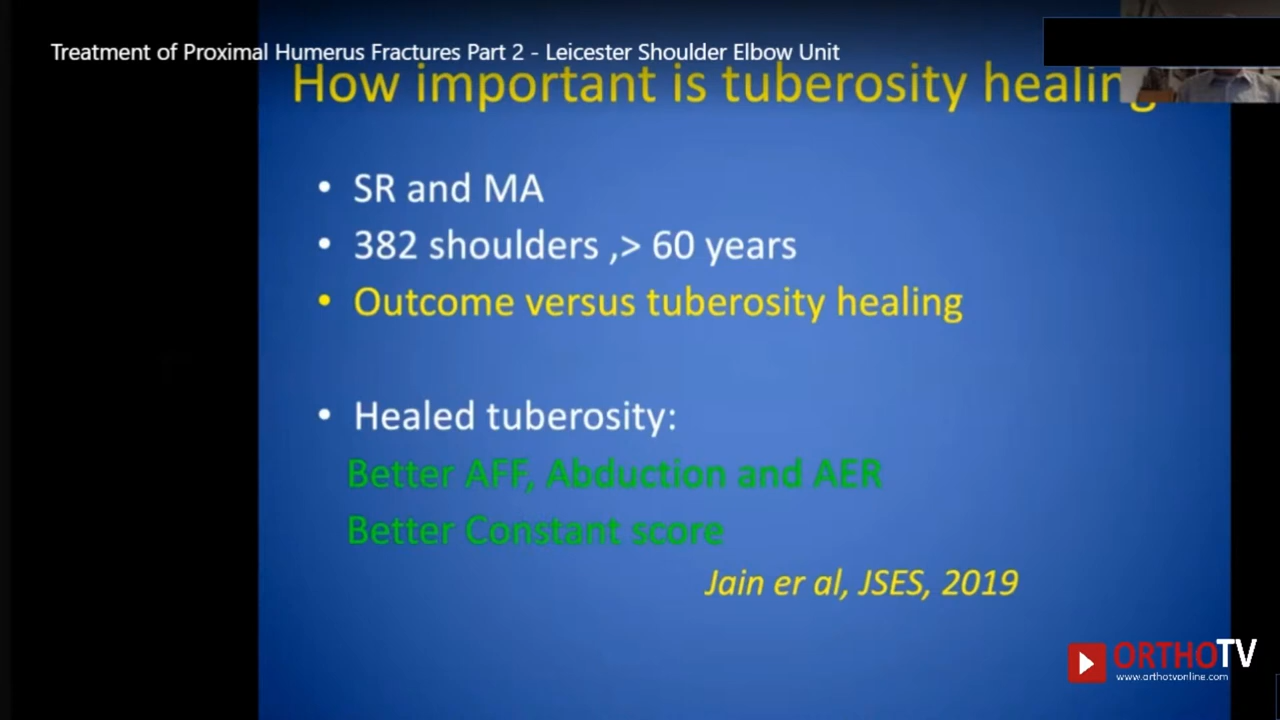 Treatment of Proximal Humerus Fractures Part 2 - Leicester Shoulder Elbow Unit
How important is tuberosity healing
• SR and MA
• 382 shoulders ,> 60 years
• Outcome versus tuberosity healing
• Healed tuberosity:
Better AFF, Abduction and AER
Better Constant score
Jain er al, JSES, 2019
ORTHOTV
www.orthotvonline.com